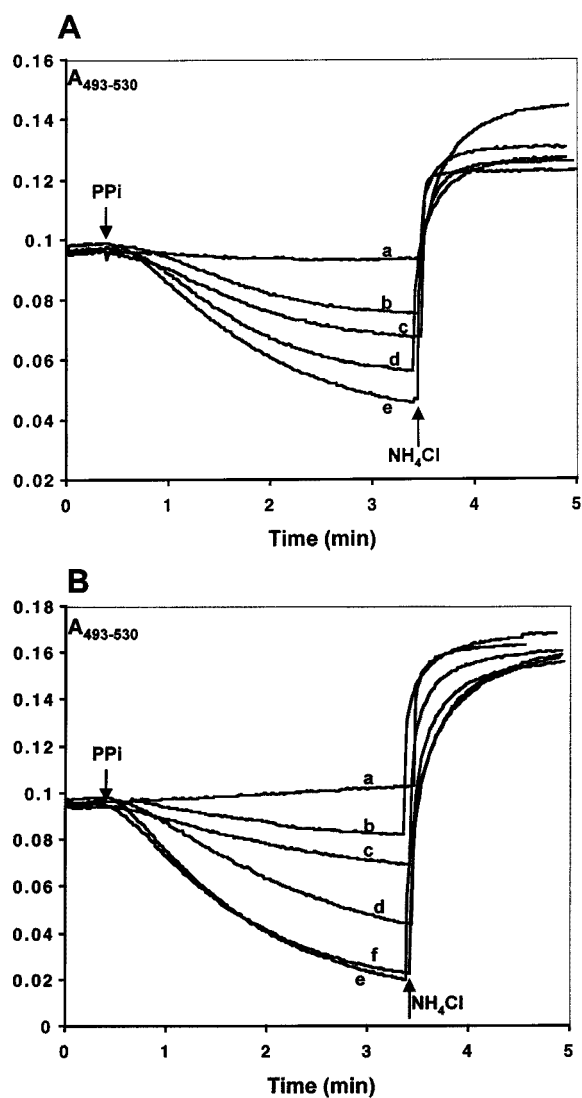 A
0.16
A493-530
0.14
0.12
PPi
0.1
a
0.08
b
c
0.06
d
e
0.04
NH4Cl
0.02
0 1 2 3 4 5
Time (min)
B
0.18
A493-530
0.16
0.14
0.12
PPi
0.1
a
0.08
b
c
0.06
d
0.04
f
0.02
e
NH4Cl
0
0 1 2 3 4 5
Time (min)